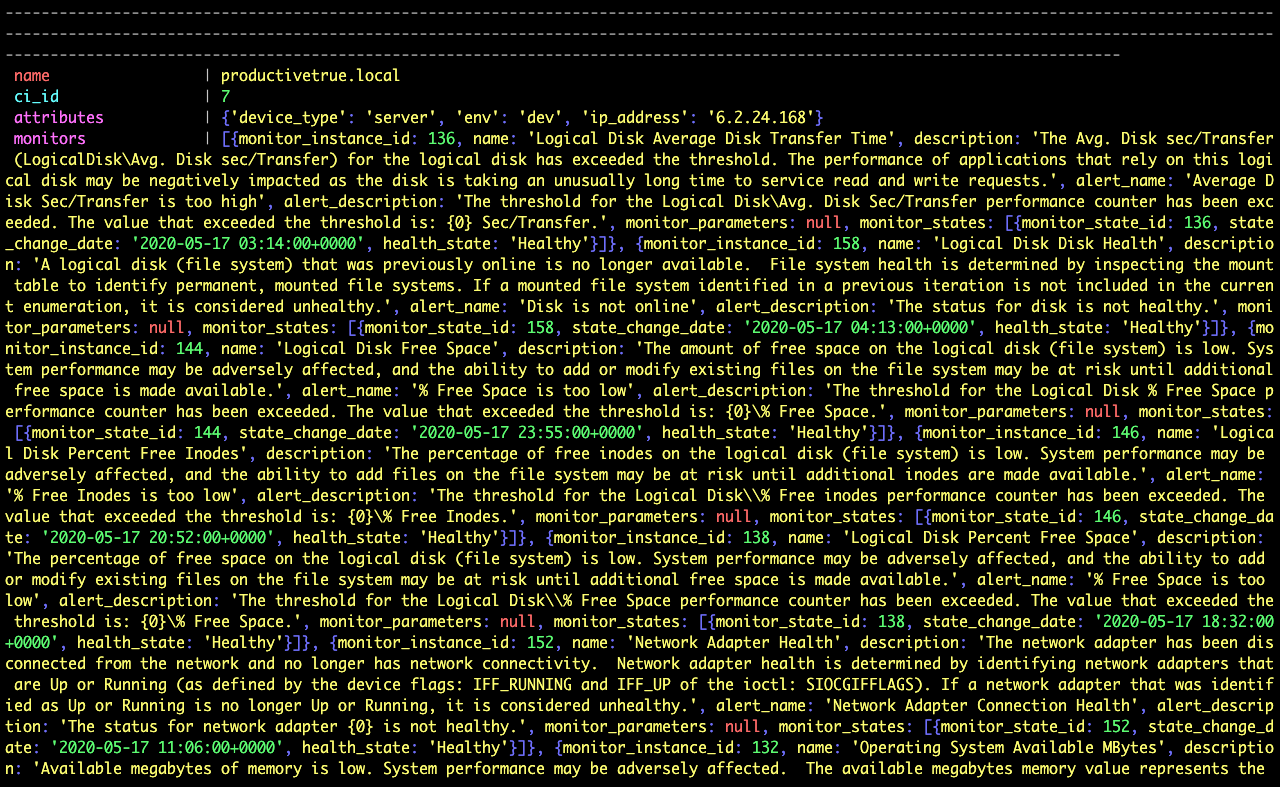 name | productivetrue.local
ci_id | 7
attributes | {'device_type': 'server', 'env': 'dev', 'ip_address': '6.2.24.168'}
monitors | [{monitor_instance_id: 136, name: 'Logical Disk Average Disk Transfer Time', description: 'The Avg. Disk sec/Transfer
(LogicalDisk\Avg. Disk sec/Transfer) for the logical disk has exceeded the threshold. The performance of applications that rely on this logi
cal disk may be negatively impacted as the disk is taking an unusually long time to service read and write requests.', alert_name: 'Average D
isk Sec/Transfer is too high', alert_description: 'The threshold for the Logical Disk\Avg. Disk Sec/Transfer performance counter has been exc
eeded. The value that exceeded the threshold is: {0} Sec/Transfer.', monitor_parameters: null, monitor_states: [{monitor_state_id: 136, state
_change_date: '2020-05-17 03:14:00+0000', health_state: 'Healthy'}]}, {monitor_instance_id: 158, name: 'Logical Disk Disk Health', descriptio
n: 'A logical disk (file system) that was previously online is no longer available.  File system health is determined by inspecting the mount
table to identify permanent, mounted file systems. If a mounted file system identified in a previous iteration is not included in the curren
t enumeration, it is considered unhealthy.', alert_name: 'Disk is not online', alert_description: 'The status for disk is not healthy.', moni
tor_parameters: null, monitor_states: [{monitor_state_id: 158, state_change_date: '2020-05-17 04:13:00+0000', health_state: 'Healthy'}]}, {mo
nitor_instance_id: 144, name: 'Logical Disk Free Space', description: 'The amount of free space on the logical disk (file system) is low. Sys
tem performance may be adversely affected, and the ability to add or modify existing files on the file system may be at risk until additional
free space is made available.', alert_name: '% Free Space is too low', alert_description: 'The threshold for the Logical Disk % Free Space p
erformance counter has been exceeded. The value that exceeded the threshold is: {0}\% Free Space.', monitor_parameters: null, monitor_states:
[{monitor_state_id: 144, state_change_date: '2020-05-17 23:55:00+0000', health_state: 'Healthy'}]}, {monitor_instance_id: 146, name: 'Logica
l Disk Percent Free Inodes', description: 'The percentage of free inodes on the logical disk (file system) is low. System performance may be
adversely affected, and the ability to add files on the file system may be at risk until additional inodes are made available.', alert_name:
'% Free Inodes is too low', alert_description: 'The threshold for the Logical Disk\\% Free inodes performance counter has been exceeded. The
value that exceeded the threshold is: {0}\% Free Inodes.', monitor_parameters: null, monitor_states: [{monitor_state_id: 146, state_change_da
te: '2020-05-17 20:52:00+0000', health_state: 'Healthy'}]}, {monitor_instance_id: 138, name: 'Logical Disk Percent Free Space', description:
'The percentage of free space on the logical disk (file system) is low. System performance may be adversely affected, and the ability to add
or modify existing files on the file system may be at risk until additional free space is made available.', alert_name: '% Free Space is too
low', alert_description: 'The threshold for the Logical Disk\\% Free Space performance counter has been exceeded. The value that exceeded the
threshold is: {0}\% Free Space.', monitor_parameters: null, monitor_states: [{monitor_state_id: 138, state_change_date: '2020-05-17 18:32:00
+0000', health_state: 'Healthy'}]}, {monitor_instance_id: 152, name: 'Network Adapter Health', description: 'The network adapter has been dis
connected from the network and no longer has network connectivity.  Network adapter health is determined by identifying network adapters that
are Up or Running (as defined by the device flags: IFF_RUNNING and IFF_UP of the ioctl: SIOCGIFFLAGS). If a network adapter that was identif
ied as Up or Running is no longer Up or Running, it is considered unhealthy.', alert_name: 'Network Adapter Connection Health', alert_descrip
tion: 'The status for network adapter {0} is not healthy.', monitor_parameters: null, monitor_states: [{monitor_state_id: 152, state_change_d
ate: '2020-05-17 11:06:00+0000', health_state: 'Healthy'}]}, {monitor_instance_id: 132, name: 'Operating System Available MBytes', descriptio
n: 'Available megabytes of memory is low. System performance may be adversely affected.  The available megabytes memory value represents the